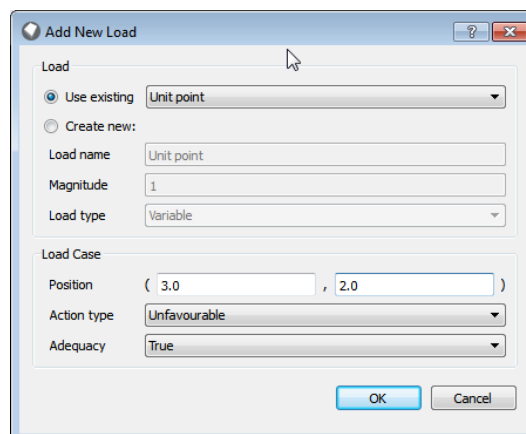 Add New Load
?
Load
Use existing Unit point
Create new:
Load name Unit point
Magnitude 1
Load type Variable
Load Case
Position ( 3.0 , 2.0 )
Action type Unfavourable
Adequacy True
OK Cancel